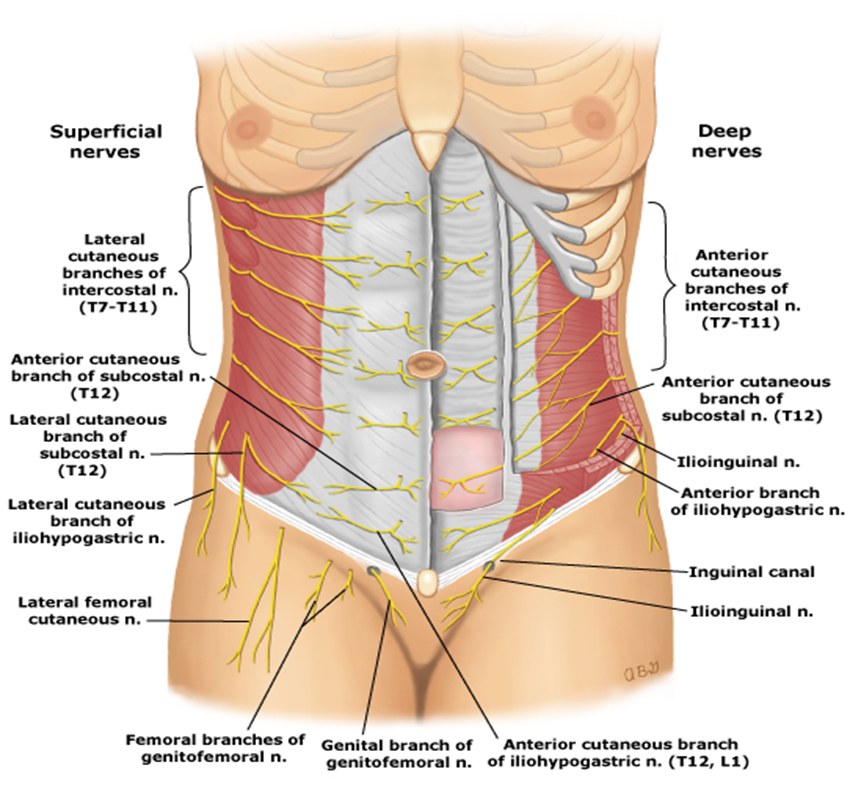 Superficial
nerves
Deep
nerves
Lateral
cutaneous
branches of
intercostal n.
(T7-T11)
Anterior
cutaneous
branches of
intercostal n.
(T7-T11)
Anterior cutaneous
branch of subcostal n.
(T12)
Anterior cutaneous
branch of
subcostal n. (T12)
Lateral cutaneous
branch of
subcostal n.
(T12)
Ilioinguinal n.
Anterior branch
of iliohypogastric n.
Lateral cutaneous
branch of
iliohypogastric n.
Inguinal canal
Ilioinguinal n.
Lateral femoral
cutaneous n.
Femoral branches of
genitofemoral n.
Genital branch of
genitofemoral n.
Anterior cutaneous branch
of iliohypogastric n. (T12, L1)